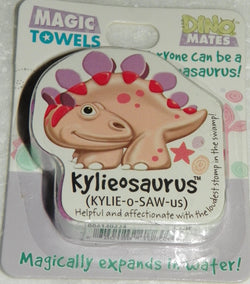 MAGIC TOWELS
DINO MATES
ryone can be a
asaurus!
Kylieosaurus™
(KYLIE-o-SAW-us)
Helpful and affectionate with the loudest stomp in the swamp!
Magically expands in water!